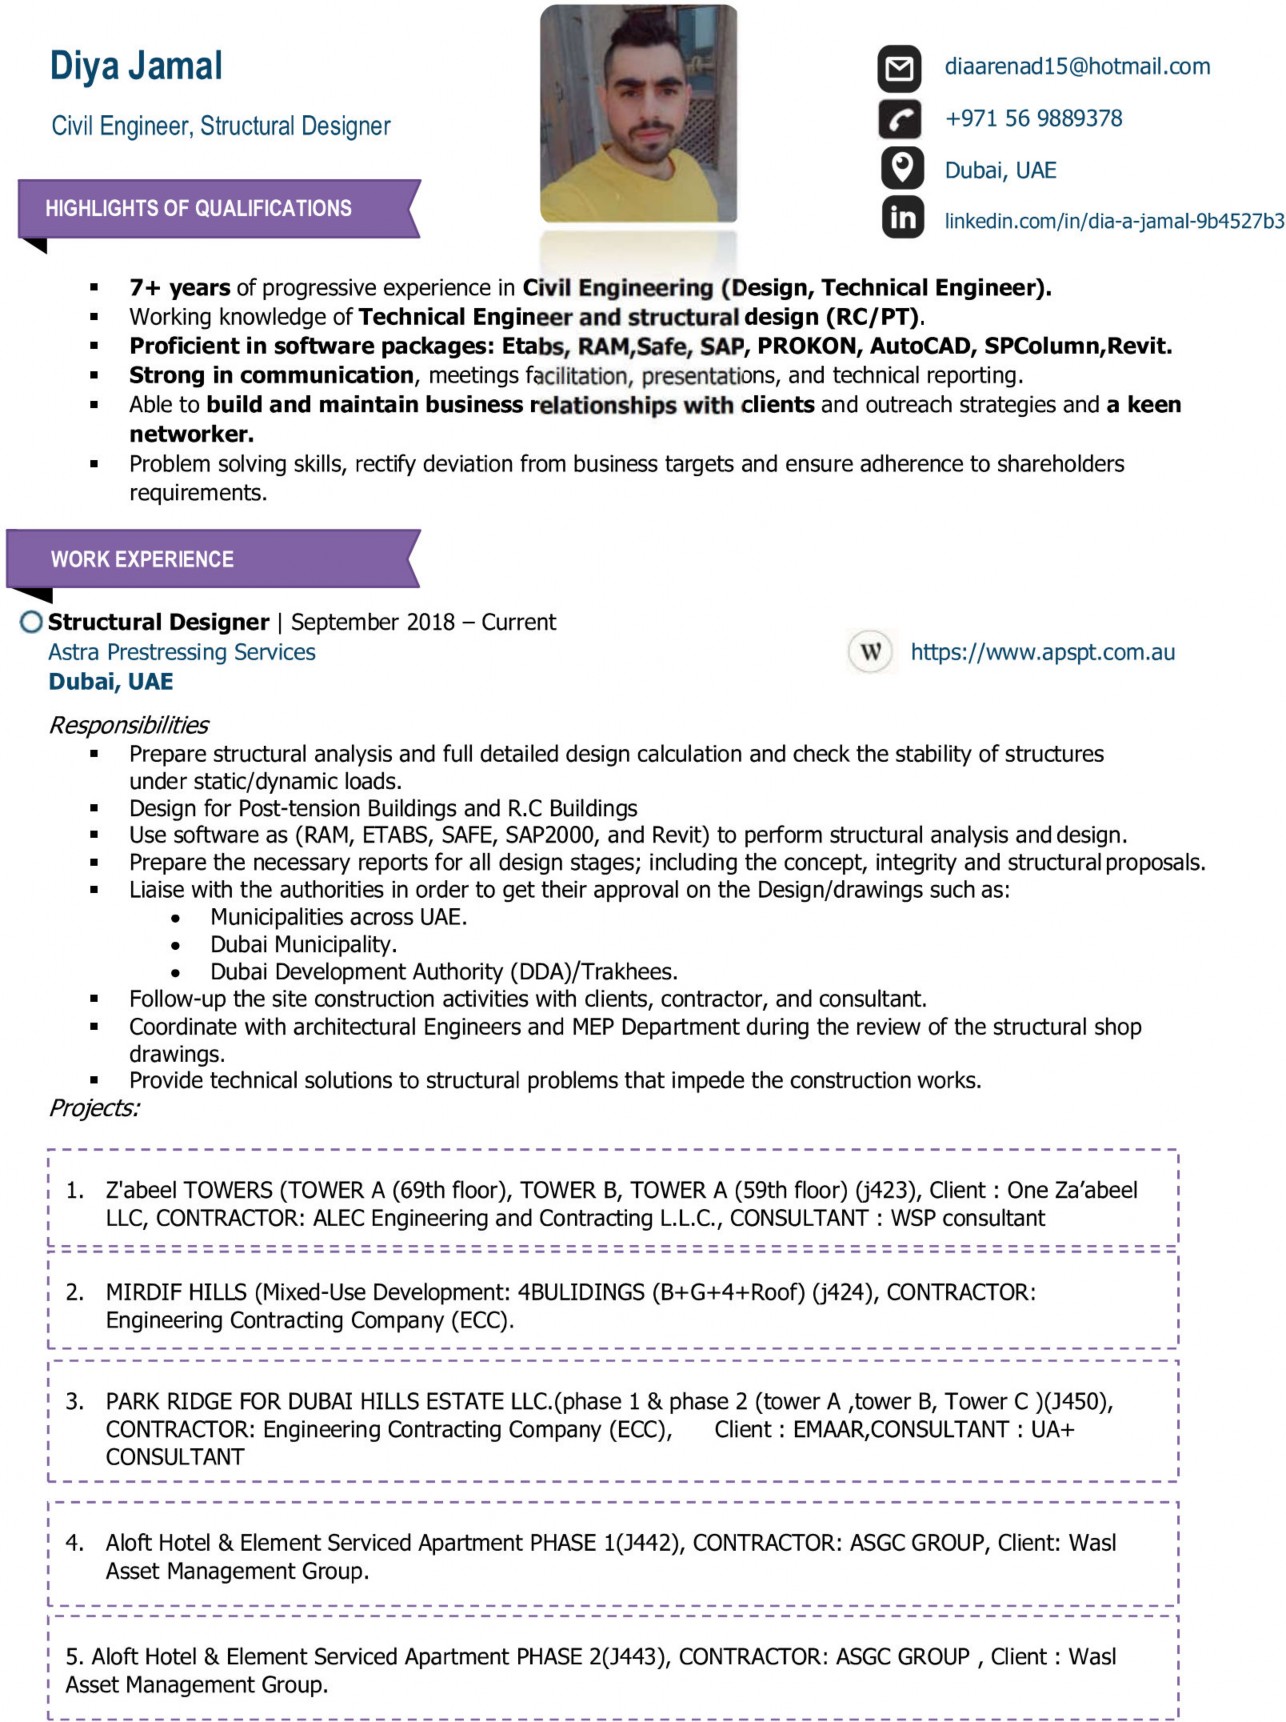 Diya Jamal
Civil Engineer, Structural Designer
diaarenad15@hotmail.com
+971 56 9889378
Dubai, UAE
in linkedin.com/in/dia-a-jamal-9b4527b3
HIGHLIGHTS OF QUALIFICATIONS
▪ 7+ years of progressive experience in Civil Engineering (Design, Technical Engineer).
▪ Working knowledge of Technical Engineer and structural design (RC/PT).
▪ Proficient in software packages: Etabs, RAM,Safe, SAP, PROKON, AutoCAD, SPColumn,Revit.
▪ Strong in communication, meetings facilitation, presentations, and technical reporting.
▪ Able to build and maintain business relationships with clients and outreach strategies and a keen
networker.
▪ Problem solving skills, rectify deviation from business targets and ensure adherence to shareholders
requirements.
WORK EXPERIENCE
Structural Designer | September 2018 – Current
Astra Prestressing Services
W https://www.apspt.com.au
Dubai, UAE
Responsibilities
▪ Prepare structural analysis and full detailed design calculation and check the stability of structures
under static/dynamic loads.
▪ Design for Post-tension Buildings and R.C Buildings
▪ Use software as (RAM, ETABS, SAFE, SAP2000, and Revit) to perform structural analysis and design.
▪ Prepare the necessary reports for all design stages; including the concept, integrity and structural proposals.
▪ Liaise with the authorities in order to get their approval on the Design/drawings such as:
• Municipalities across UAE.
• Dubai Municipality.
• Dubai Development Authority (DDA)/Trakhees.
▪ Follow-up the site construction activities with clients, contractor, and consultant.
▪ Coordinate with architectural Engineers and MEP Department during the review of the structural shop
drawings.
▪ Provide technical solutions to structural problems that impede the construction works.
Projects:
1. Z'abeel TOWERS (TOWER A (69th floor), TOWER B, TOWER A (59th floor) (j423), Client : One Za’abeel
LLC, CONTRACTOR: ALEC Engineering and Contracting L.L.C., CONSULTANT : WSP consultant
2. MIRDIF HILLS (Mixed-Use Development: 4BULIDINGS (B+G+4+Roof) (j424), CONTRACTOR:
Engineering Contracting Company (ECC).
3. PARK RIDGE FOR DUBAI HILLS ESTATE LLC.(phase 1 & phase 2 (tower A ,tower B, Tower C )(J450),
CONTRACTOR: Engineering Contracting Company (ECC), Client : EMAAR,CONSULTANT : UA+
CONSULTANT
4. Aloft Hotel & Element Serviced Apartment PHASE 1(J442), CONTRACTOR: ASGC GROUP, Client: Wasl
Asset Management Group.
5. Aloft Hotel & Element Serviced Apartment PHASE 2(J443), CONTRACTOR: ASGC GROUP , Client : Wasl
Asset Management Group.